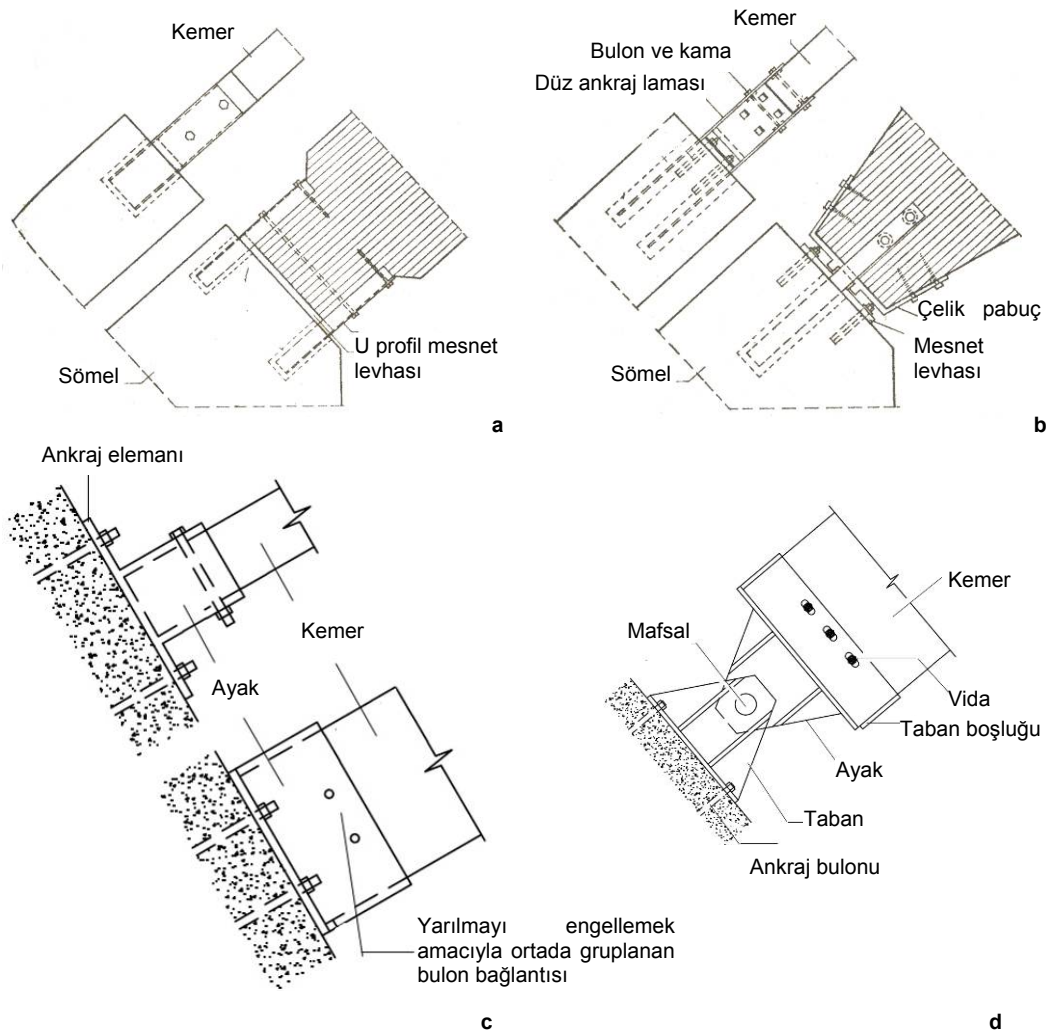 Kemer
U profil mesnet
levhası
Sömel
a
Kemer
Bulon ve kama
Düz ankraj laması
Çelik pabuç
Mesnet
levhası
Sömel
b
Ankraj elemanı
Kemer
Ayak
Yarılmayı engellemek
amacıyla ortada gruplanan
bulon bağlantısı
c
Kemer
Mafsal
Vida
Taban boşluğu
Ayak
Taban
Ankraj bulonu
d